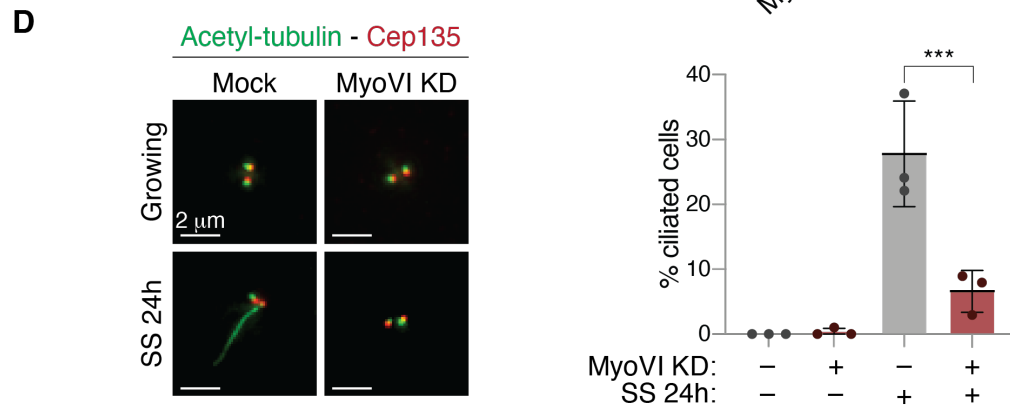 D
My
Acetyl-tubulin - Cep135
Mock MyoVI KD
Growing
2 μm
SS 24h
***
% ciliated cells
40
30
20
10
0
MyoVI KD: – + – +
SS 24h: – – + +